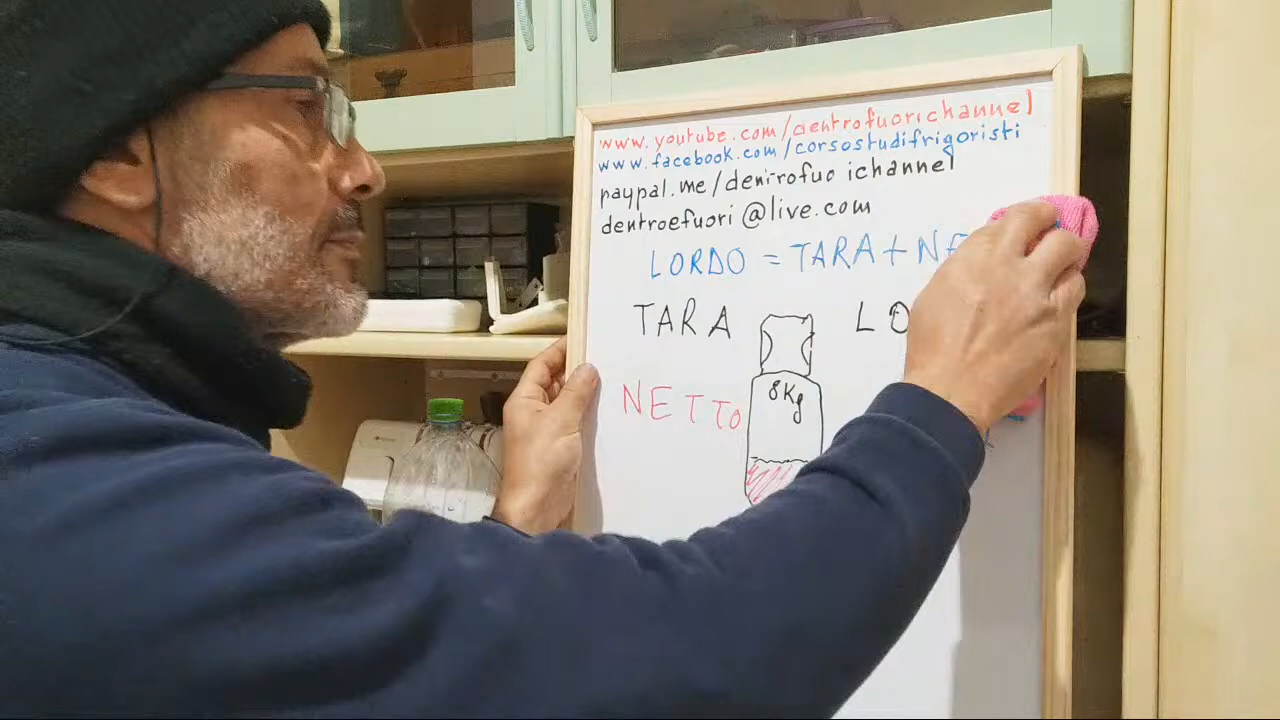 www.youtube.com/dentrofuorichannel
www.facebook.com/corsostudifrigoristi
paypal.me/dentrofuo ichannel
dentroefuori@live.com
LORDO = TARA + NE
TARA LO
NETTO
8Kg